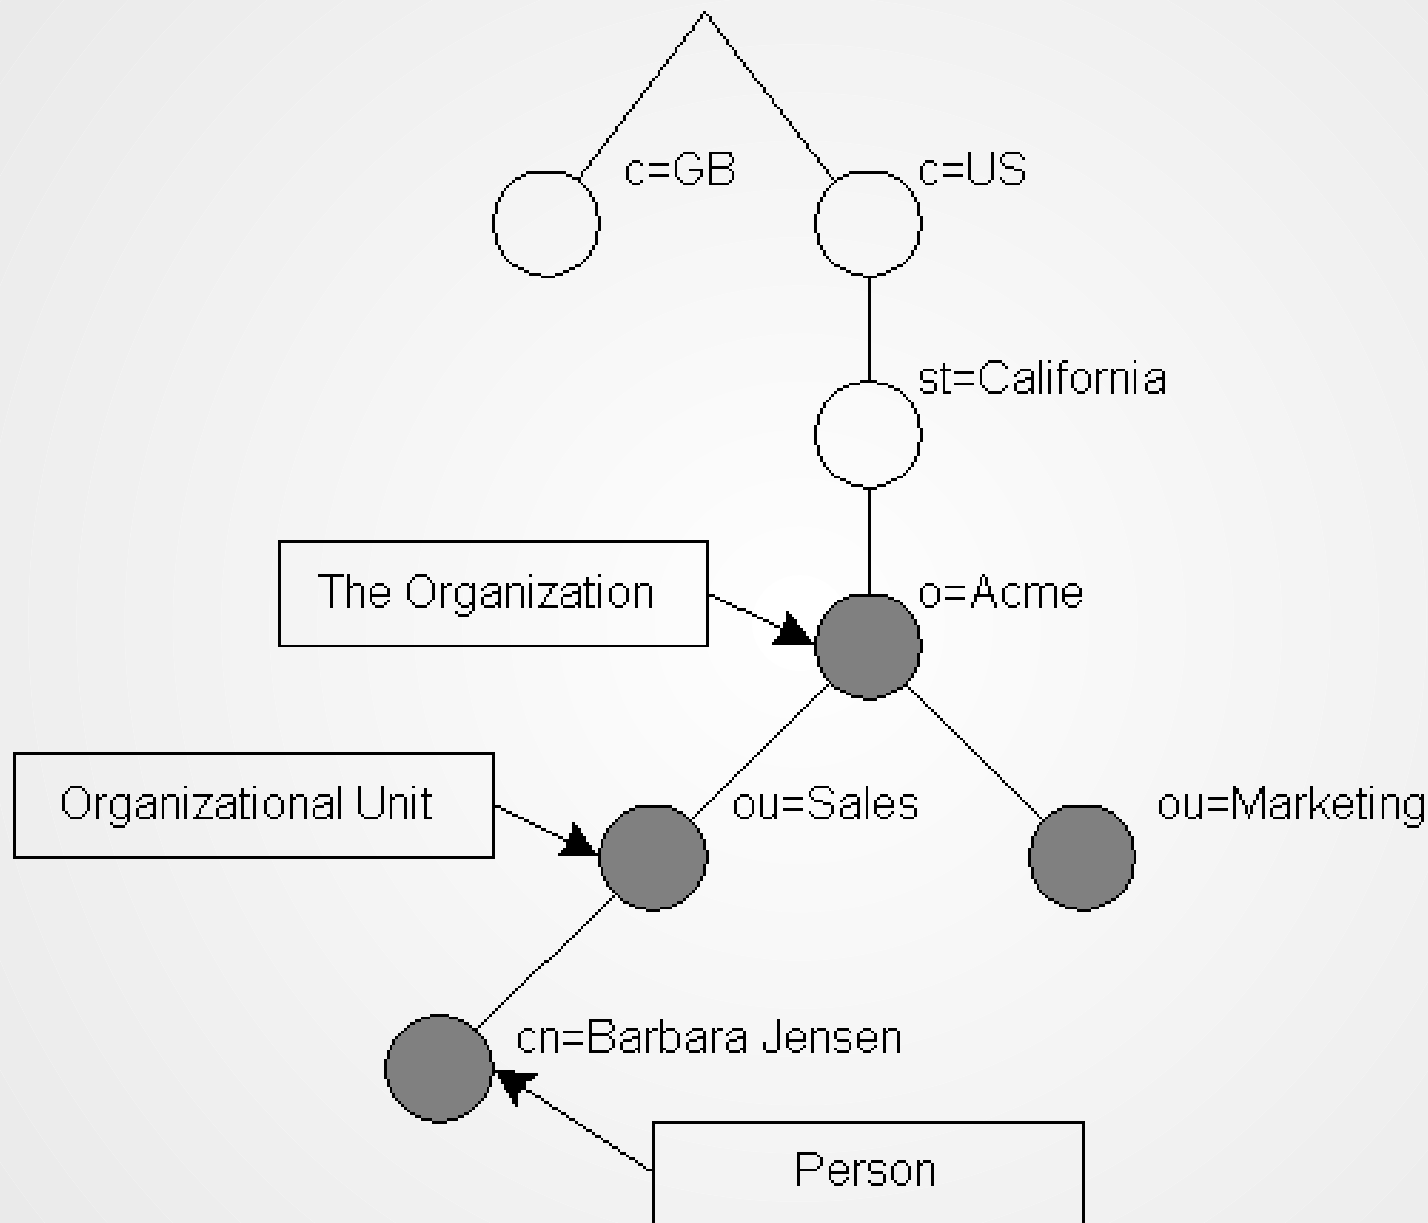 c=GB
c=US
st=California
The Organization
o=Acme
Organizational Unit
ou=Sales
ou=Marketing
cn=Barbara Jensen
Person